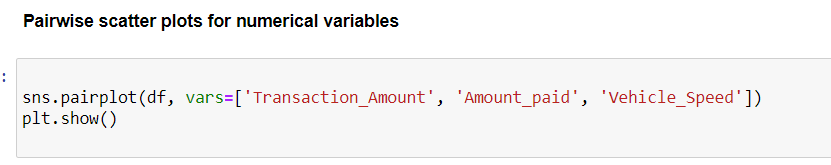 Pairwise scatter plots for numerical variables
:
sns.pairplot(df, vars=['Transaction_Amount', 'Amount_paid', 'Vehicle_Speed'])
plt.show()